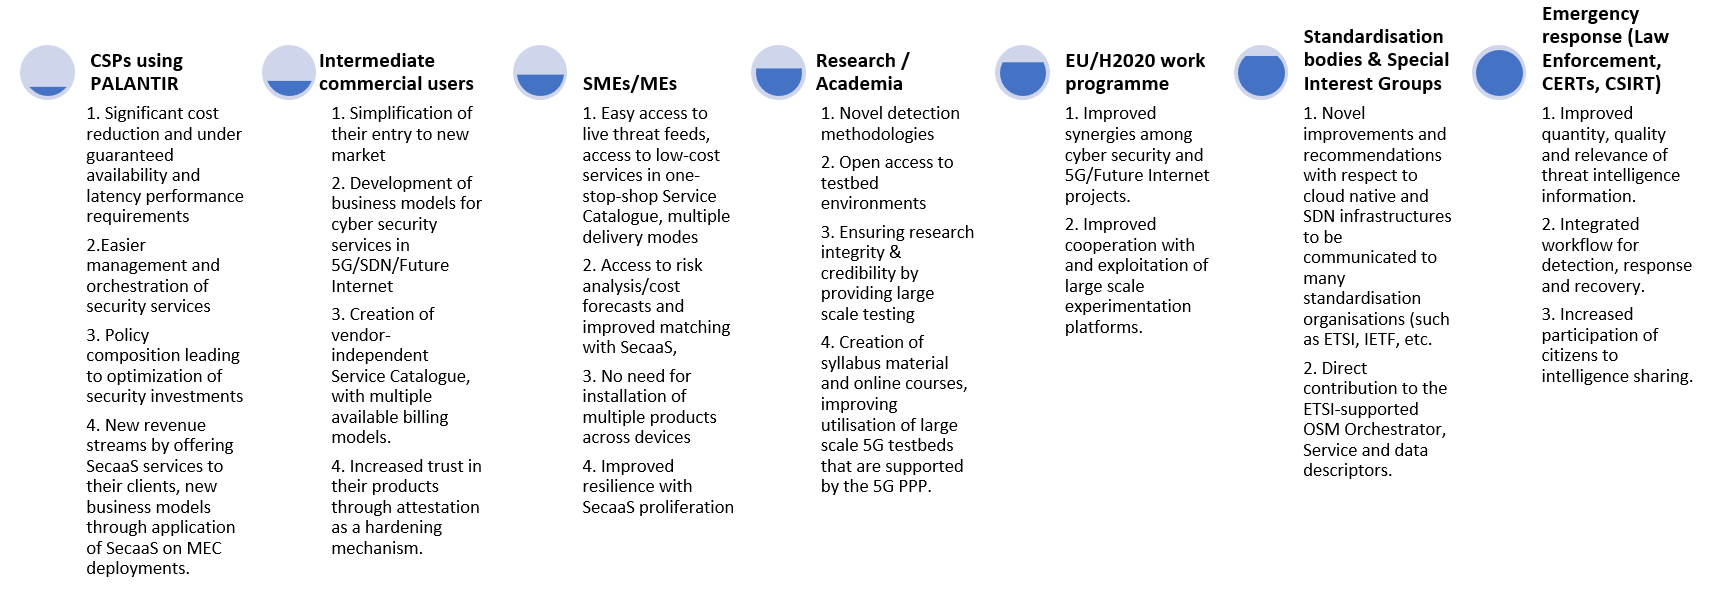 CSPs using
PALANTIR
1. Significant cost
reduction and under
guaranteed
availability and
latency performance
requirements
2.Easier
management and
orchestration of
security services
3. Policy
composition leading
to optimization of
security investments
4. New revenue
streams by offering
SecaaS services to
their clients, new
business models
through application
of SecaaS on MEC
deployments.
Intermediate
commercial users
1. Simplification of
their entry to new
market
2. Development of
business models for
cyber security
services in
5G/SDN/Future
Internet
3. Creation of
vendor-
independent
Service Catalogue,
with multiple
available billing
models.
4. Increased trust in
their products
through attestation
as a hardening
mechanism.
SMEs/MEs
1. Easy access to
live threat feeds,
access to low-cost
services in one-
stop-shop Service
Catalogue, multiple
delivery modes
2. Access to risk
analysis/cost
forecasts and
improved matching
with SecaaS,
3. No need for
installation of
multiple products
across devices
4. Improved
resilience with
SecaaS proliferation
Research /
Academia
1. Novel detection
methodologies
2. Open access to
testbed
environments
3. Ensuring research
integrity &
credibility by
providing large
scale testing
4. Creation of
syllabus material
and online courses,
improving
utilisation of large
scale 5G testbeds
that are supported
by the 5G PPP.
EU/H2020 work
programme
1. Improved
synergies among
cyber security and
5G/Future Internet
projects.
2. Improved
cooperation with
and exploitation of
large scale
experimentation
platforms.
Standardisation
bodies & Special
Interest Groups
1. Novel
improvements and
recommendations
with respect to
cloud native and
SDN infrastructures
to be
communicated to
many
standardisation
organisations (such
as ETSI, IETF, etc.
2. Direct
contribution to the
ETSI-supported
OSM Orchestrator,
Service and data
descriptors.
Emergency
response (Law
Enforcement,
CERTs, CSIRT)
1. Improved
quantity, quality
and relevance of
threat intelligence
information.
2. Integrated
workflow for
detection, response
and recovery.
3. Increased
participation of
citizens to
intelligence sharing.